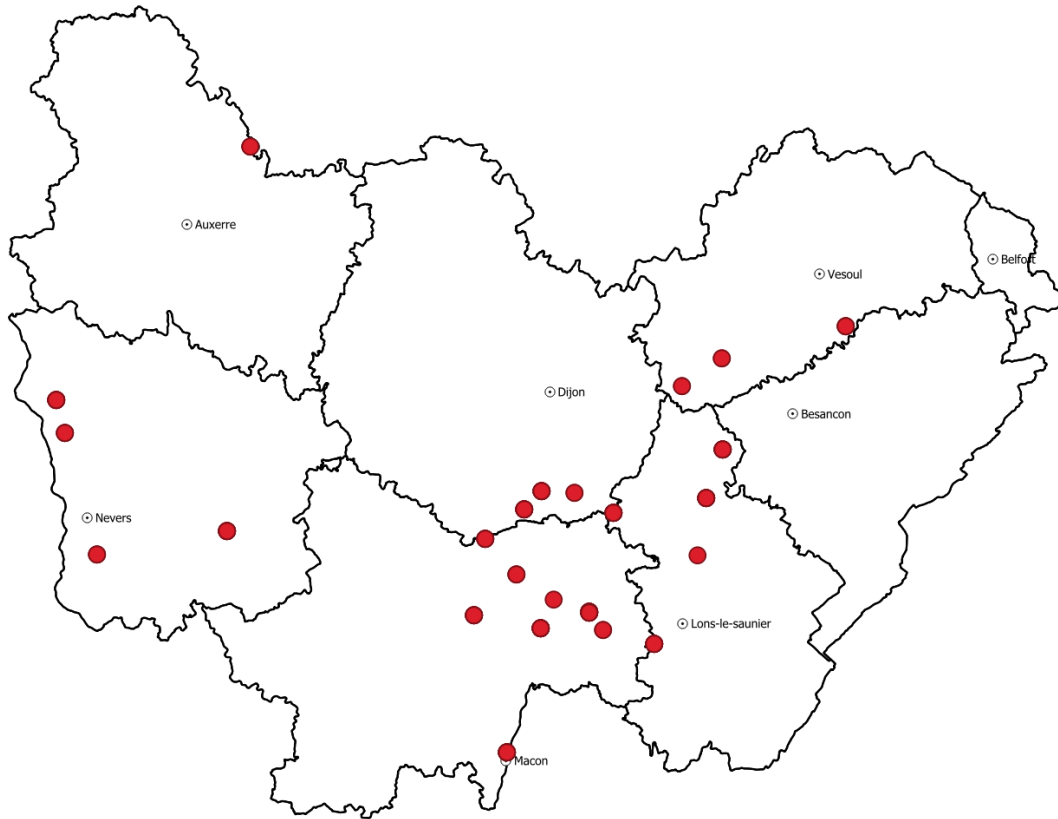 Auxerre
Belfort
Vesoul
Dijon
Besancon
Nevers
Lons-le-saunier
Macon